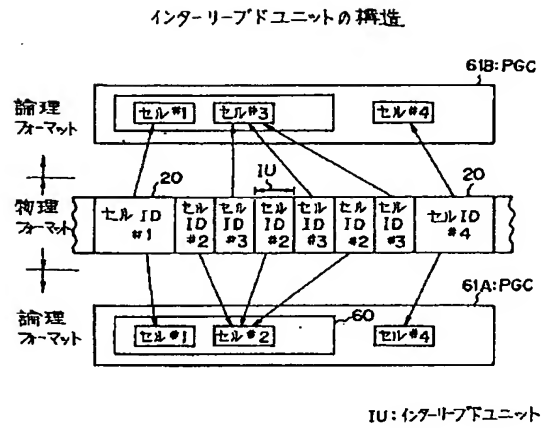 インターリーブドユニットの構造
61B:PGC
論理
フォーマット
セル#1
セル#3
セル#4
20
IU
20
物理
フォーマット
セルID
#1
セル
ID
#2
セル
ID
#3
セル
ID
#2
セル
ID
#3
セル
ID
#2
セル
ID
#3
セルID
#4
61A:PGC
論理
フォーマット
セル#1
セル#2
60
セル#4
IU:インターリーブドユニット